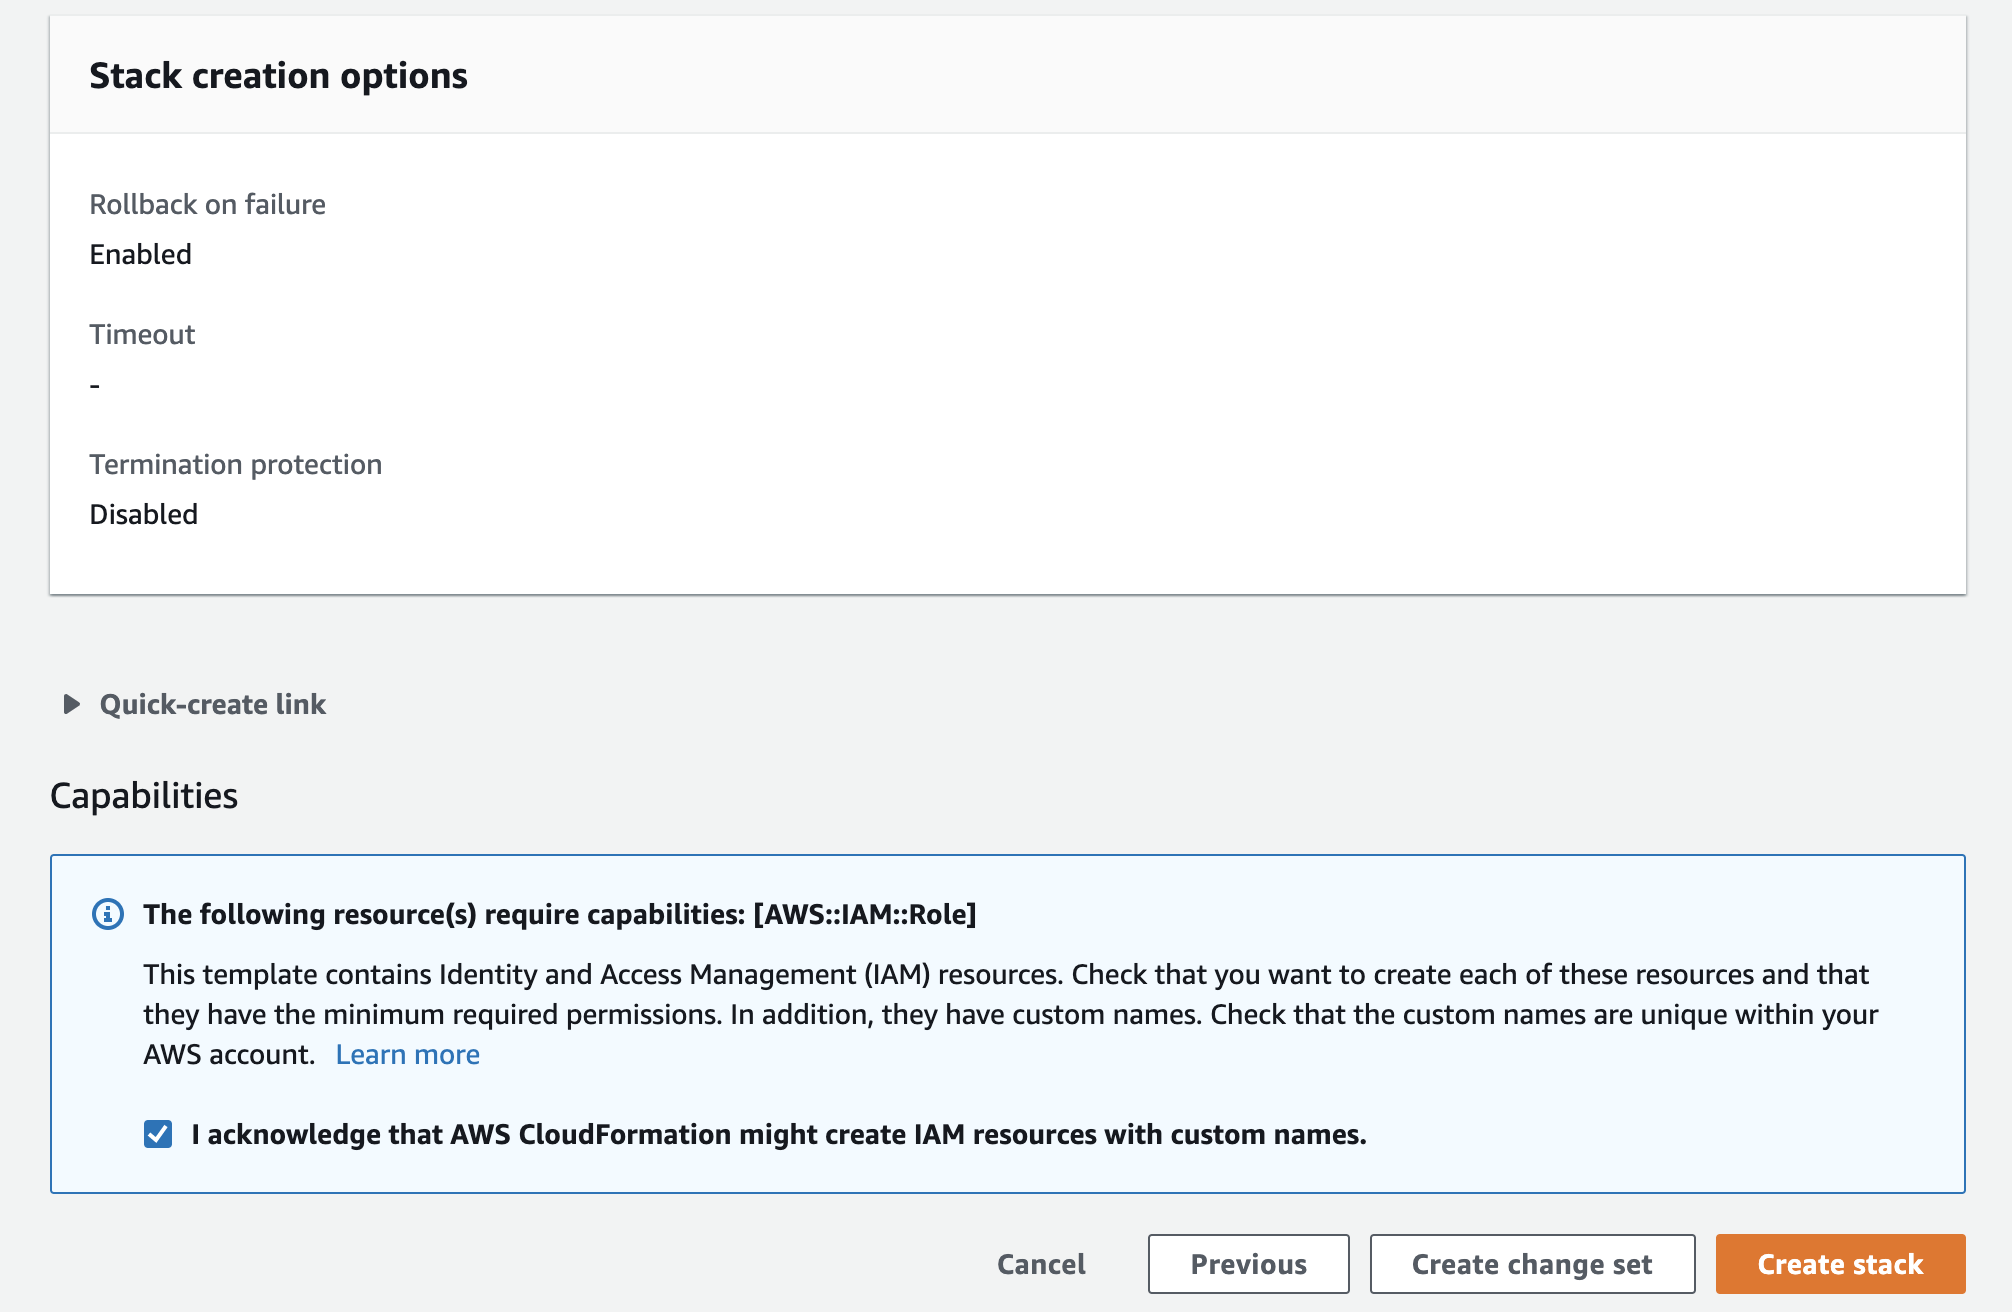 Stack creation options
Rollback on failure
Enabled
Timeout
-
Termination protection
Disabled
Quick-create link
Capabilities
The following resource(s) require capabilities: [AWS::IAM::Role]
This template contains Identity and Access Management (IAM) resources. Check that you want to create each of these resources and that
they have the minimum required permissions. In addition, they have custom names. Check that the custom names are unique within your
AWS account. Learn more
I acknowledge that AWS CloudFormation might create IAM resources with custom names.
Cancel Previous Create change set Create stack